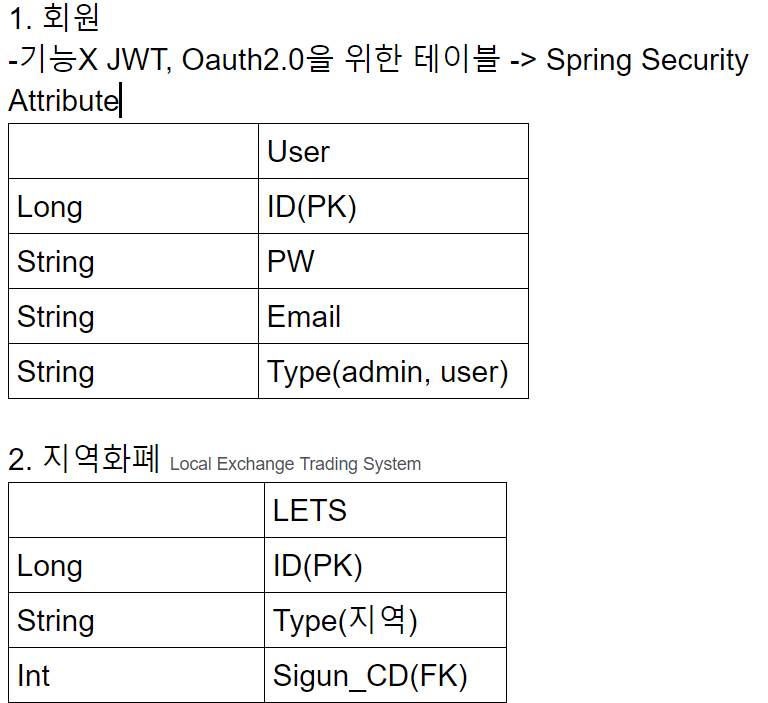 1. 회원
-기능X JWT, Oauth2.0을 위한 테이블 -> Spring Security
Attribute
User
Long ID(PK)
String PW
String Email
String Type(admin, user)
2. 지역화폐 Local Exchange Trading System
LETS
Long ID(PK)
String Type(지역)
Int Sigun_CD(FK)